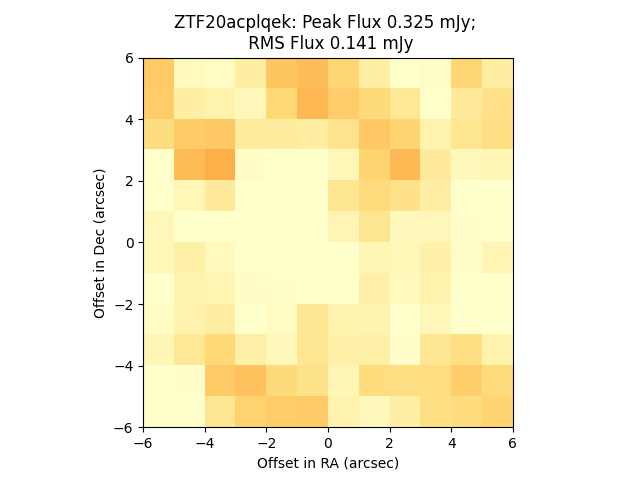 ZTF20acplqek: Peak Flux 0.325 mJy;
RMS Flux 0.141 mJy
6
4
2
0
−2
−4
−6
Offset in Dec (arcsec)
−6 −4 −2 0 2 4 6
Offset in RA (arcsec)